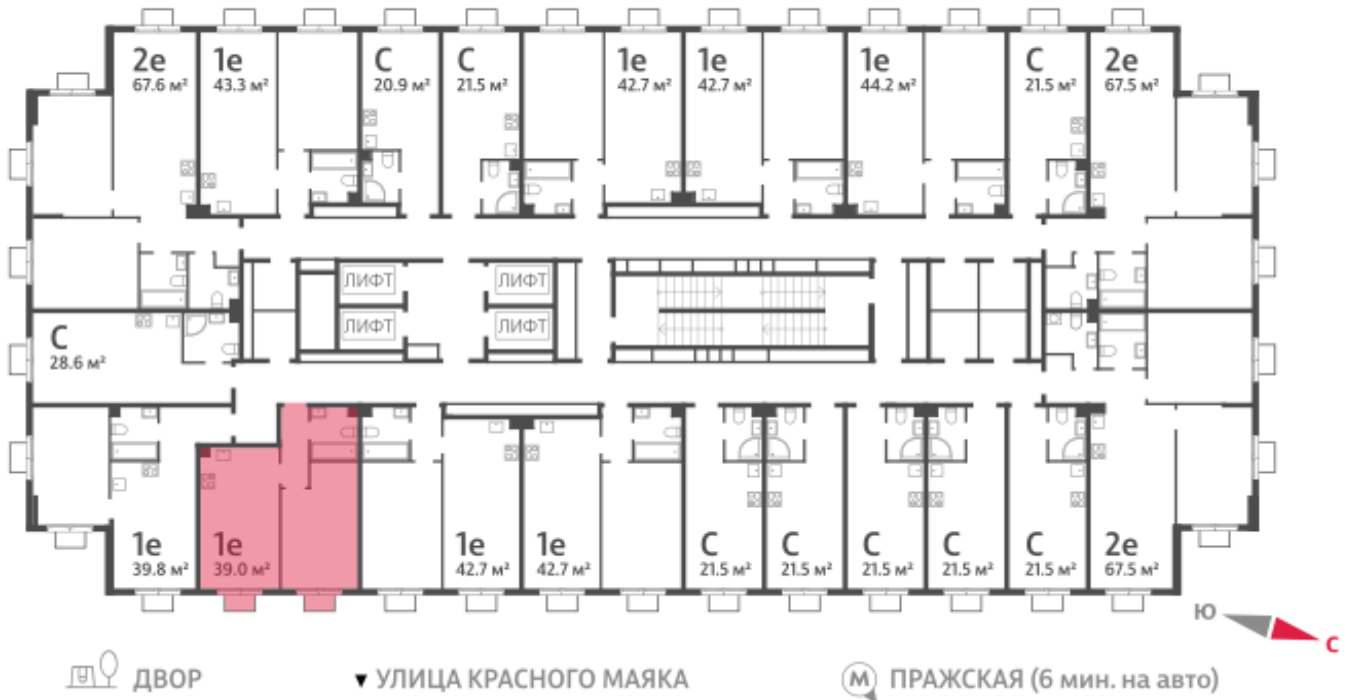 2е
67.6 м²
1е
43.3 м²
С
20.9 м²
С
21.5 м²
1е
42.7 м²
1е
42.7 м²
1е
44.2 м²
С
21.5 м²
2е
67.5 м²
ЛИФТ
ЛИФТ
ЛИФТ
ЛИФТ
С
28.6 м²
1е
39.8 м²
1е
39.0 м²
1е
42.7 м²
1е
42.7 м²
С
21.5 м²
С
21.5 м²
С
21.5 м²
С
21.5 м²
С
21.5 м²
2е
67.5 м²
Ю
С
ДВОР
▼ УЛИЦА КРАСНОГО МАЯКА
М ПРАЖСКАЯ (6 мин. на авто)